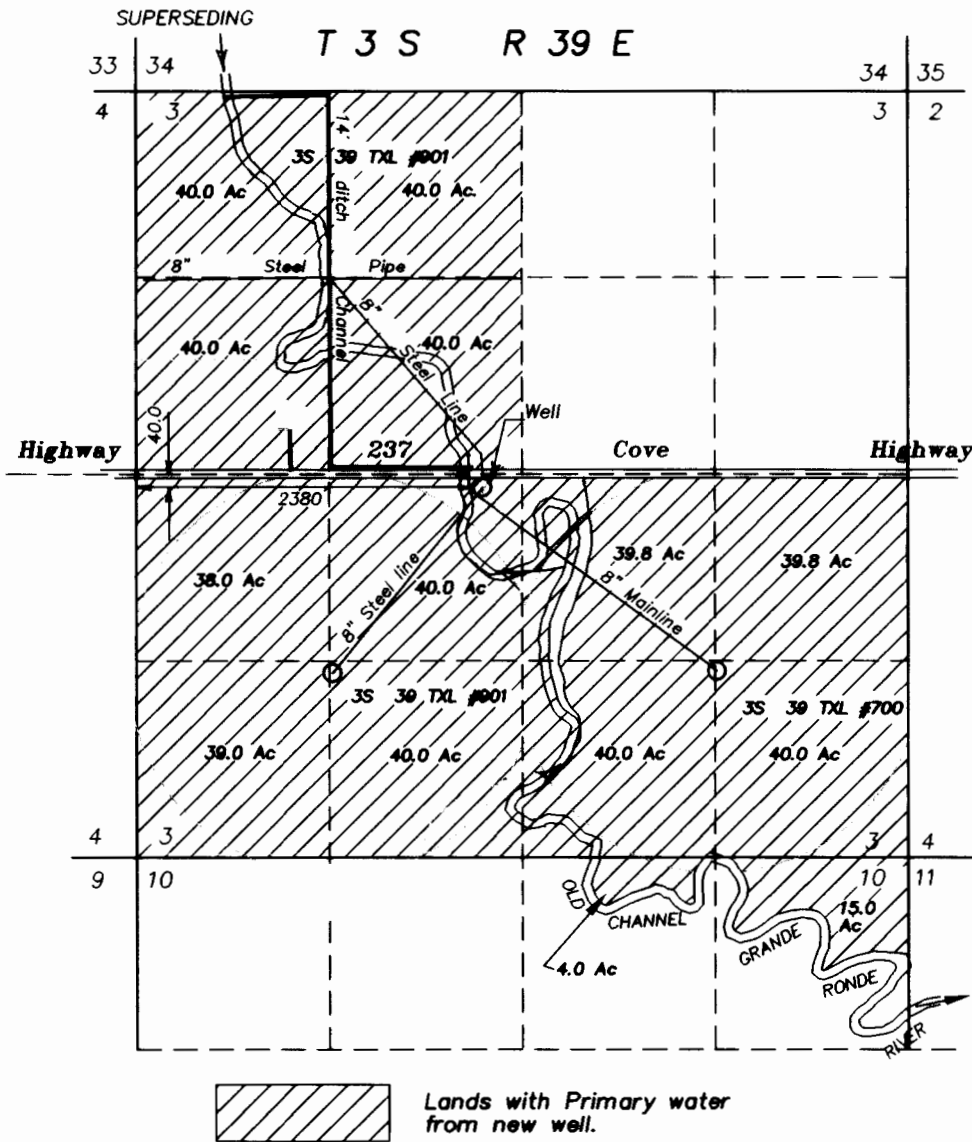 SUPERSEDING
T 3 S R 39 E
33 34
34 35
4 3
3 2
14' ditch Channel
3S 39 TXL #901
40.0 Ac
40.0 Ac.
8" Steel Pipe
8" Steel Line
40.0 Ac
40.0 Ac
40.0
Well
Highway 237 Cove Highway
2380
38.0 Ac
40.0 Ac
39.8 Ac
39.8 Ac
8" Steel line
8" Mainline
3S 39 TXL #901
3S 39 TXL #700
39.0 Ac
40.0 Ac
40.0 Ac
40.0 Ac
4 3
3 4
9 10
10 11
OLD CHANNEL GRANDE RONDE RIVER
15.0
Ac
4.0 Ac
Lands with Primary water
from new well.